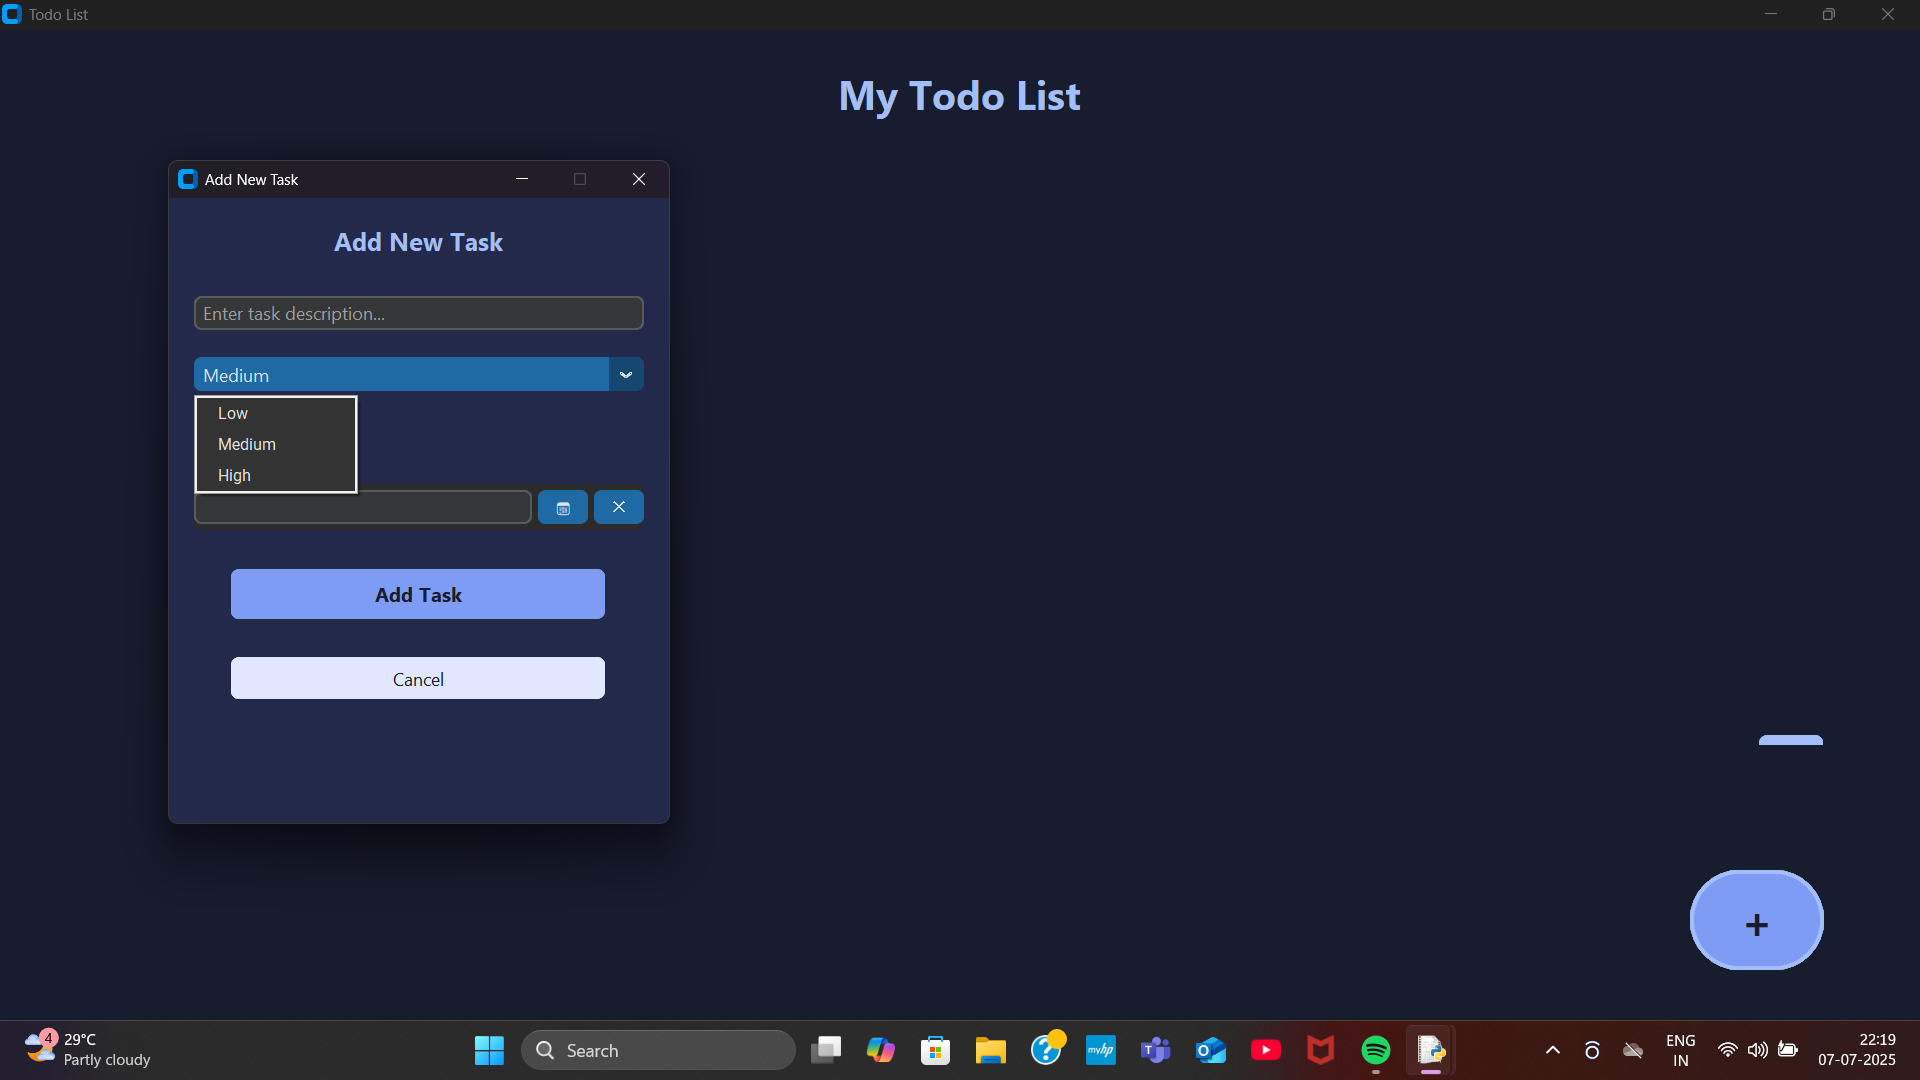 Todo List
My Todo List
Add New Task
Add New Task
Enter task description...
Medium
Low
Medium
High
Add Task
Cancel
+
4
29°C
Partly cloudy
Search
myhp
T
O
ENG
IN
22:19
07-07-2025